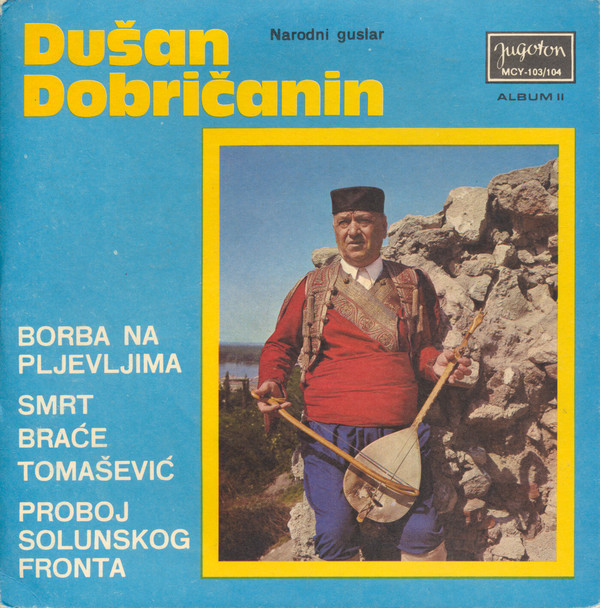 Dušan
Dobričanin
Narodni guslar
Jugoton
MCY-103/104
ALBUM II
BORBA NA
PLJEVLJIMA
SMRT
BRAĆE
TOMAŠEVIĆ
PROBOJ
SOLUNSKOG
FRONTA